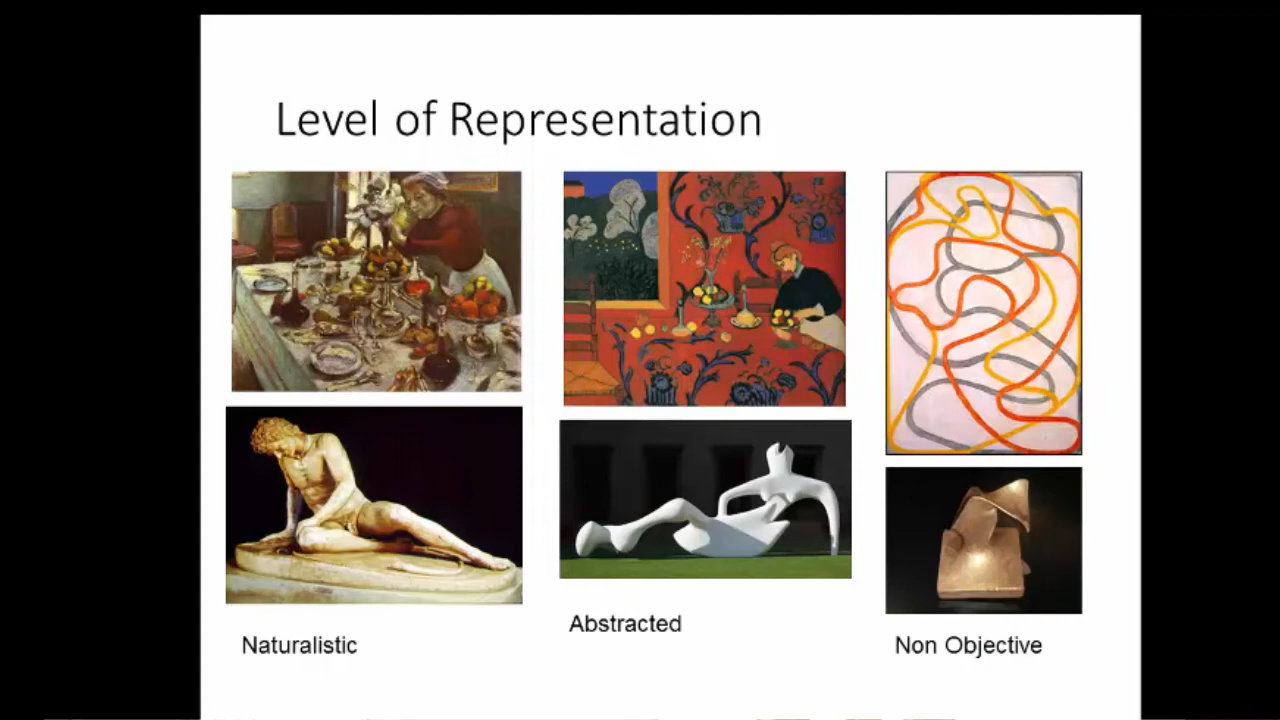 Level of Representation
Naturalistic
Abstracted
Non Objective